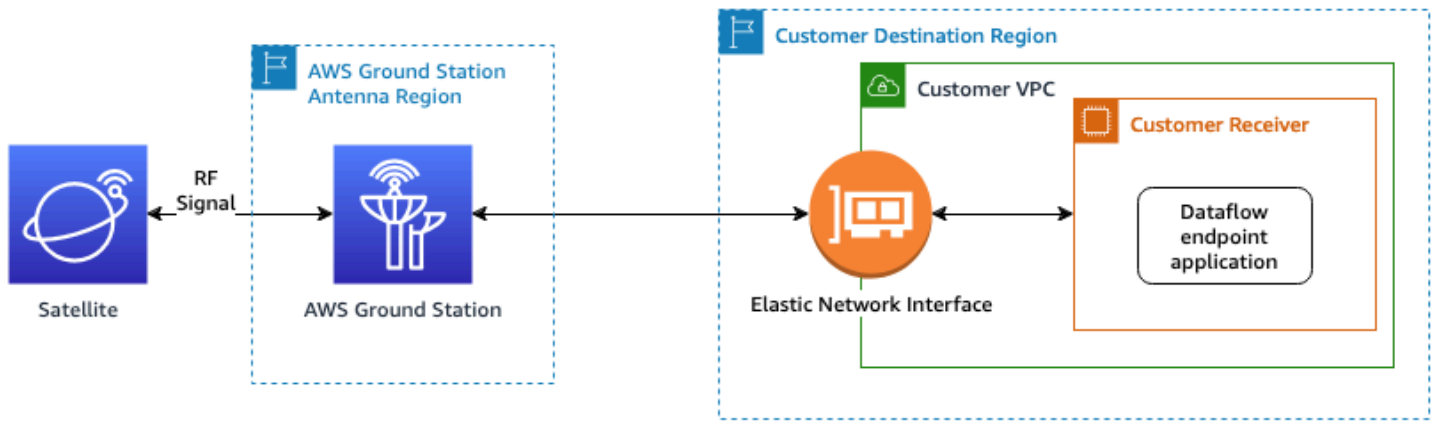 Customer Destination Region
AWS Ground Station
Antenna Region
Customer VPC
Customer Receiver
RF
Signal
Dataflow
endpoint
application
Satellite
AWS Ground Station
Elastic Network Interface